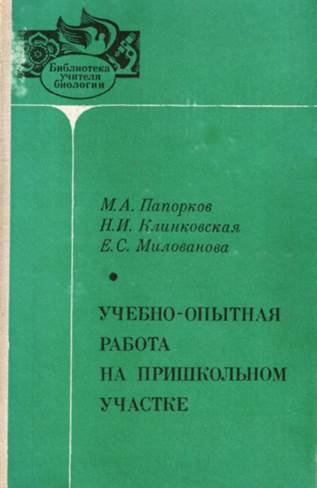 Библиотека
учителя
биологии
М.А. Папорков
Н.И. Клинковская
Е.С. Милованова
УЧЕБНО-ОПЫТНАЯ
РАБОТА
НА ПРИШКОЛЬНОМ
УЧАСТКЕ